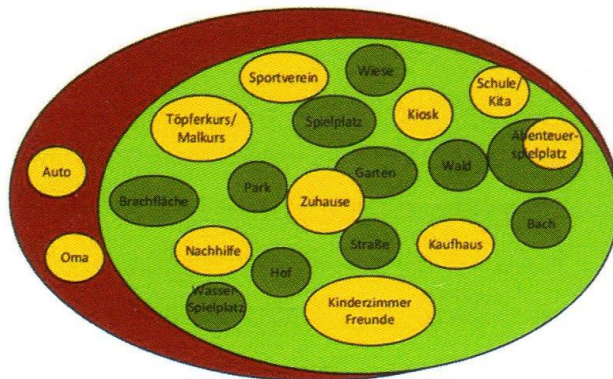 Sportverein
Wiese
Schule/
Kita
Töpferkurs/
Malkurs
Spielplatz
Kiosk
Abenteuer-
spielplatz
Auto
Brachfläche
Park
Garten
Wald
Zuhause
Bach
Oma
Nachhilfe
Straße
Kaufhaus
Hof
Wasser-
Spielplatz
Kinderzimmer
Freunde